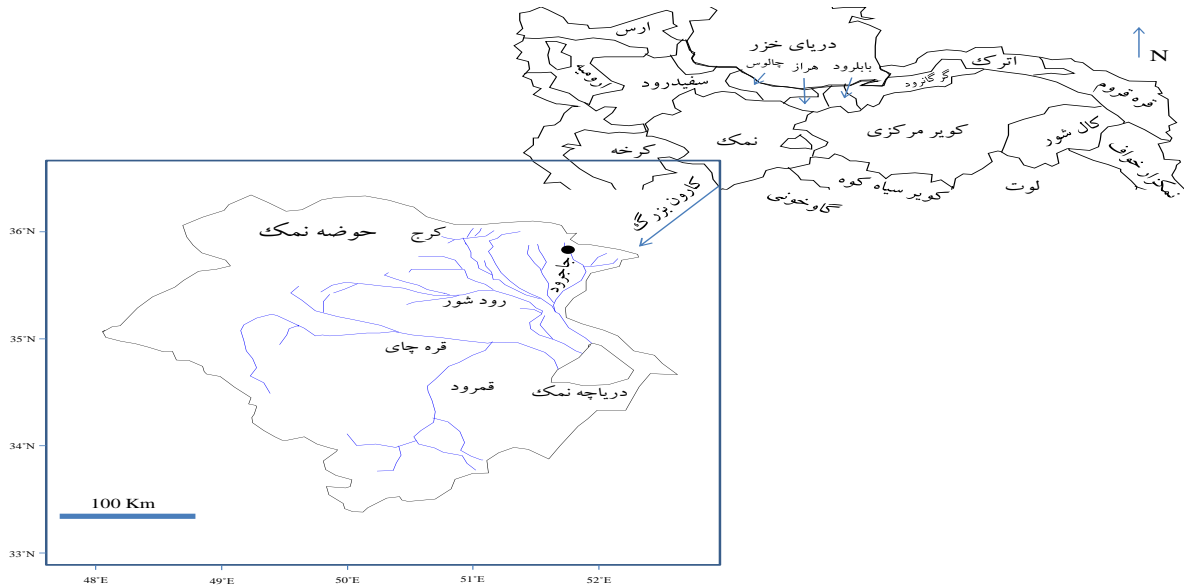 ارس
دریای خزر
چالوس هراز بابلرود
اترک
N
ارومیه
سفیدرود
گرگانرود
قره قروم
کویر مرکزی
کال شور
نمک
کرخه
نمکزار خواف
لوت
کویر سیاه کوه
گاوخونی
کارون بزرگ
حوضه نمک
کرج
جاجرود
رود شور
قره چای
قمرود
دریاچه نمک
36°N
35°N
34°N
33°N
100 Km
48°E 49°E 50°E 51°E 52°E